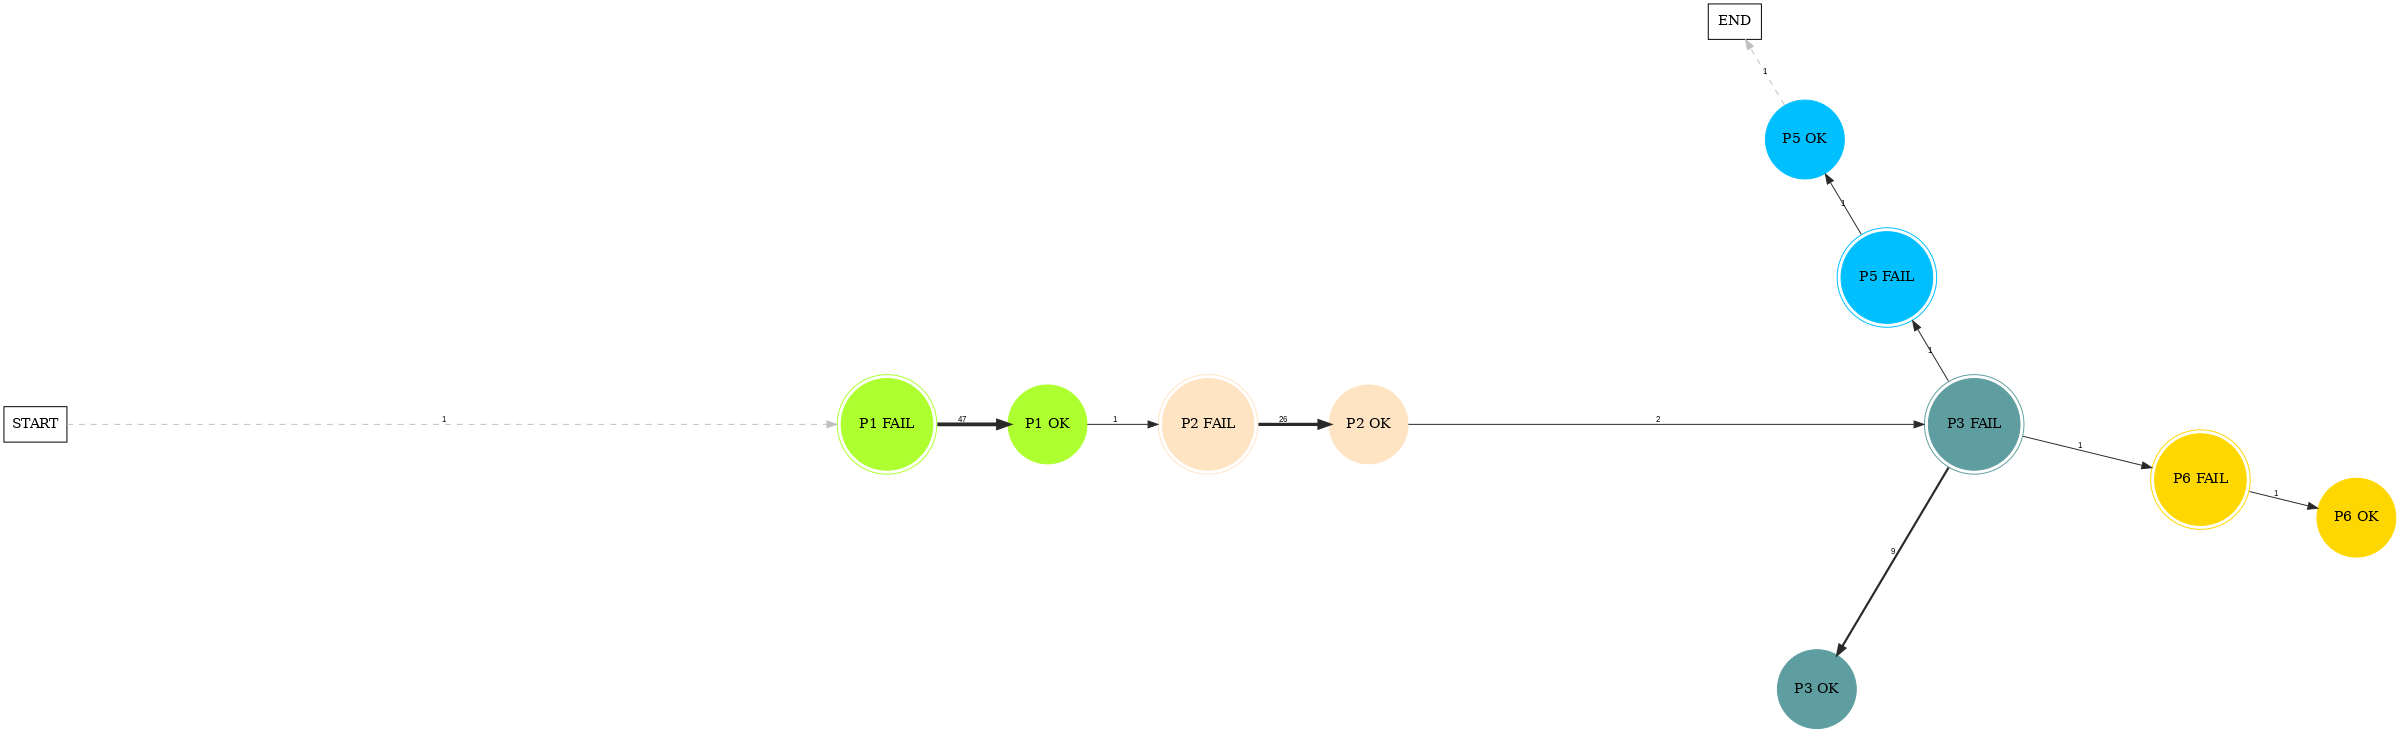 END
1
P5 OK
1
P5 FAIL
1
START
1
P1 FAIL
47
P1 OK
1
P2 FAIL
26
P2 OK
2
P3 FAIL
1
P6 FAIL
1
P6 OK
9
P3 OK